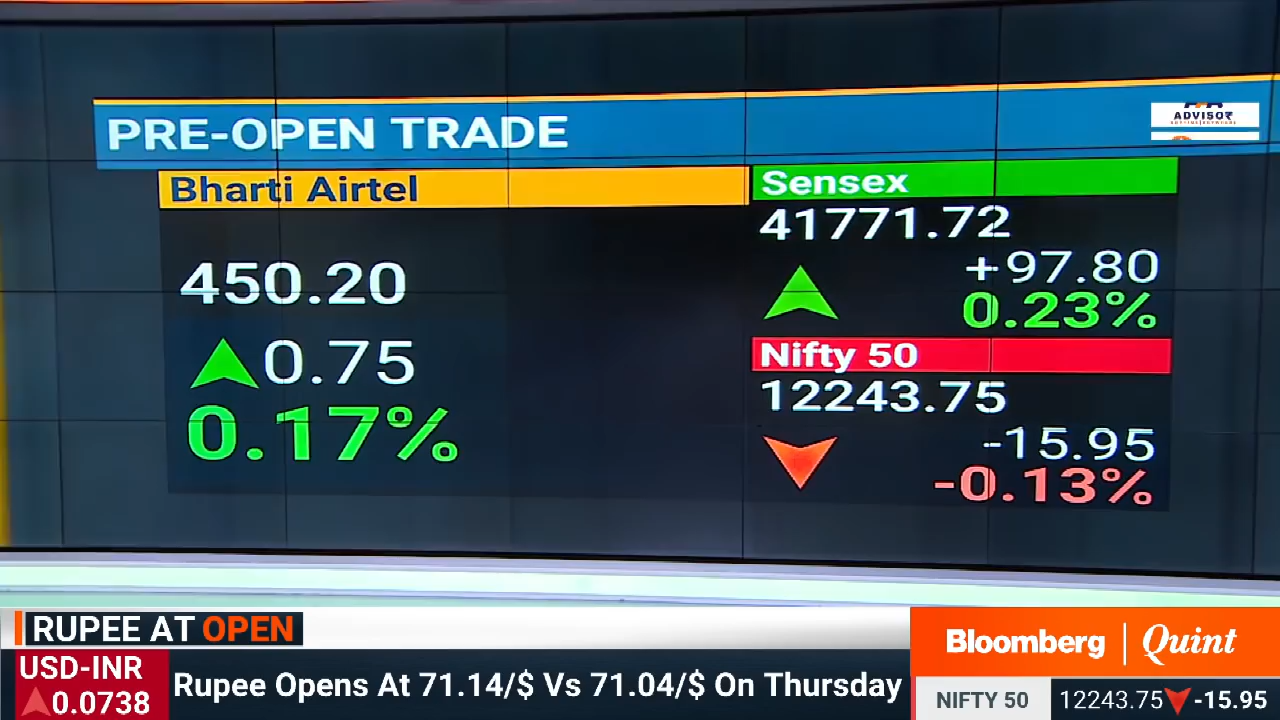 PRE-OPEN TRADE
ADVISOR
Bharti Airtel
450.20
0.75
0.17%
Sensex
41771.72
+97.80
0.23%
Nifty 50
12243.75
-15.95
-0.13%
RUPEE AT OPEN
USD-INR
0.0738
Rupee Opens At 71.14/$ Vs 71.04/$ On Thursday
Bloomberg | Quint
NIFTY 50 12243.75 -15.95